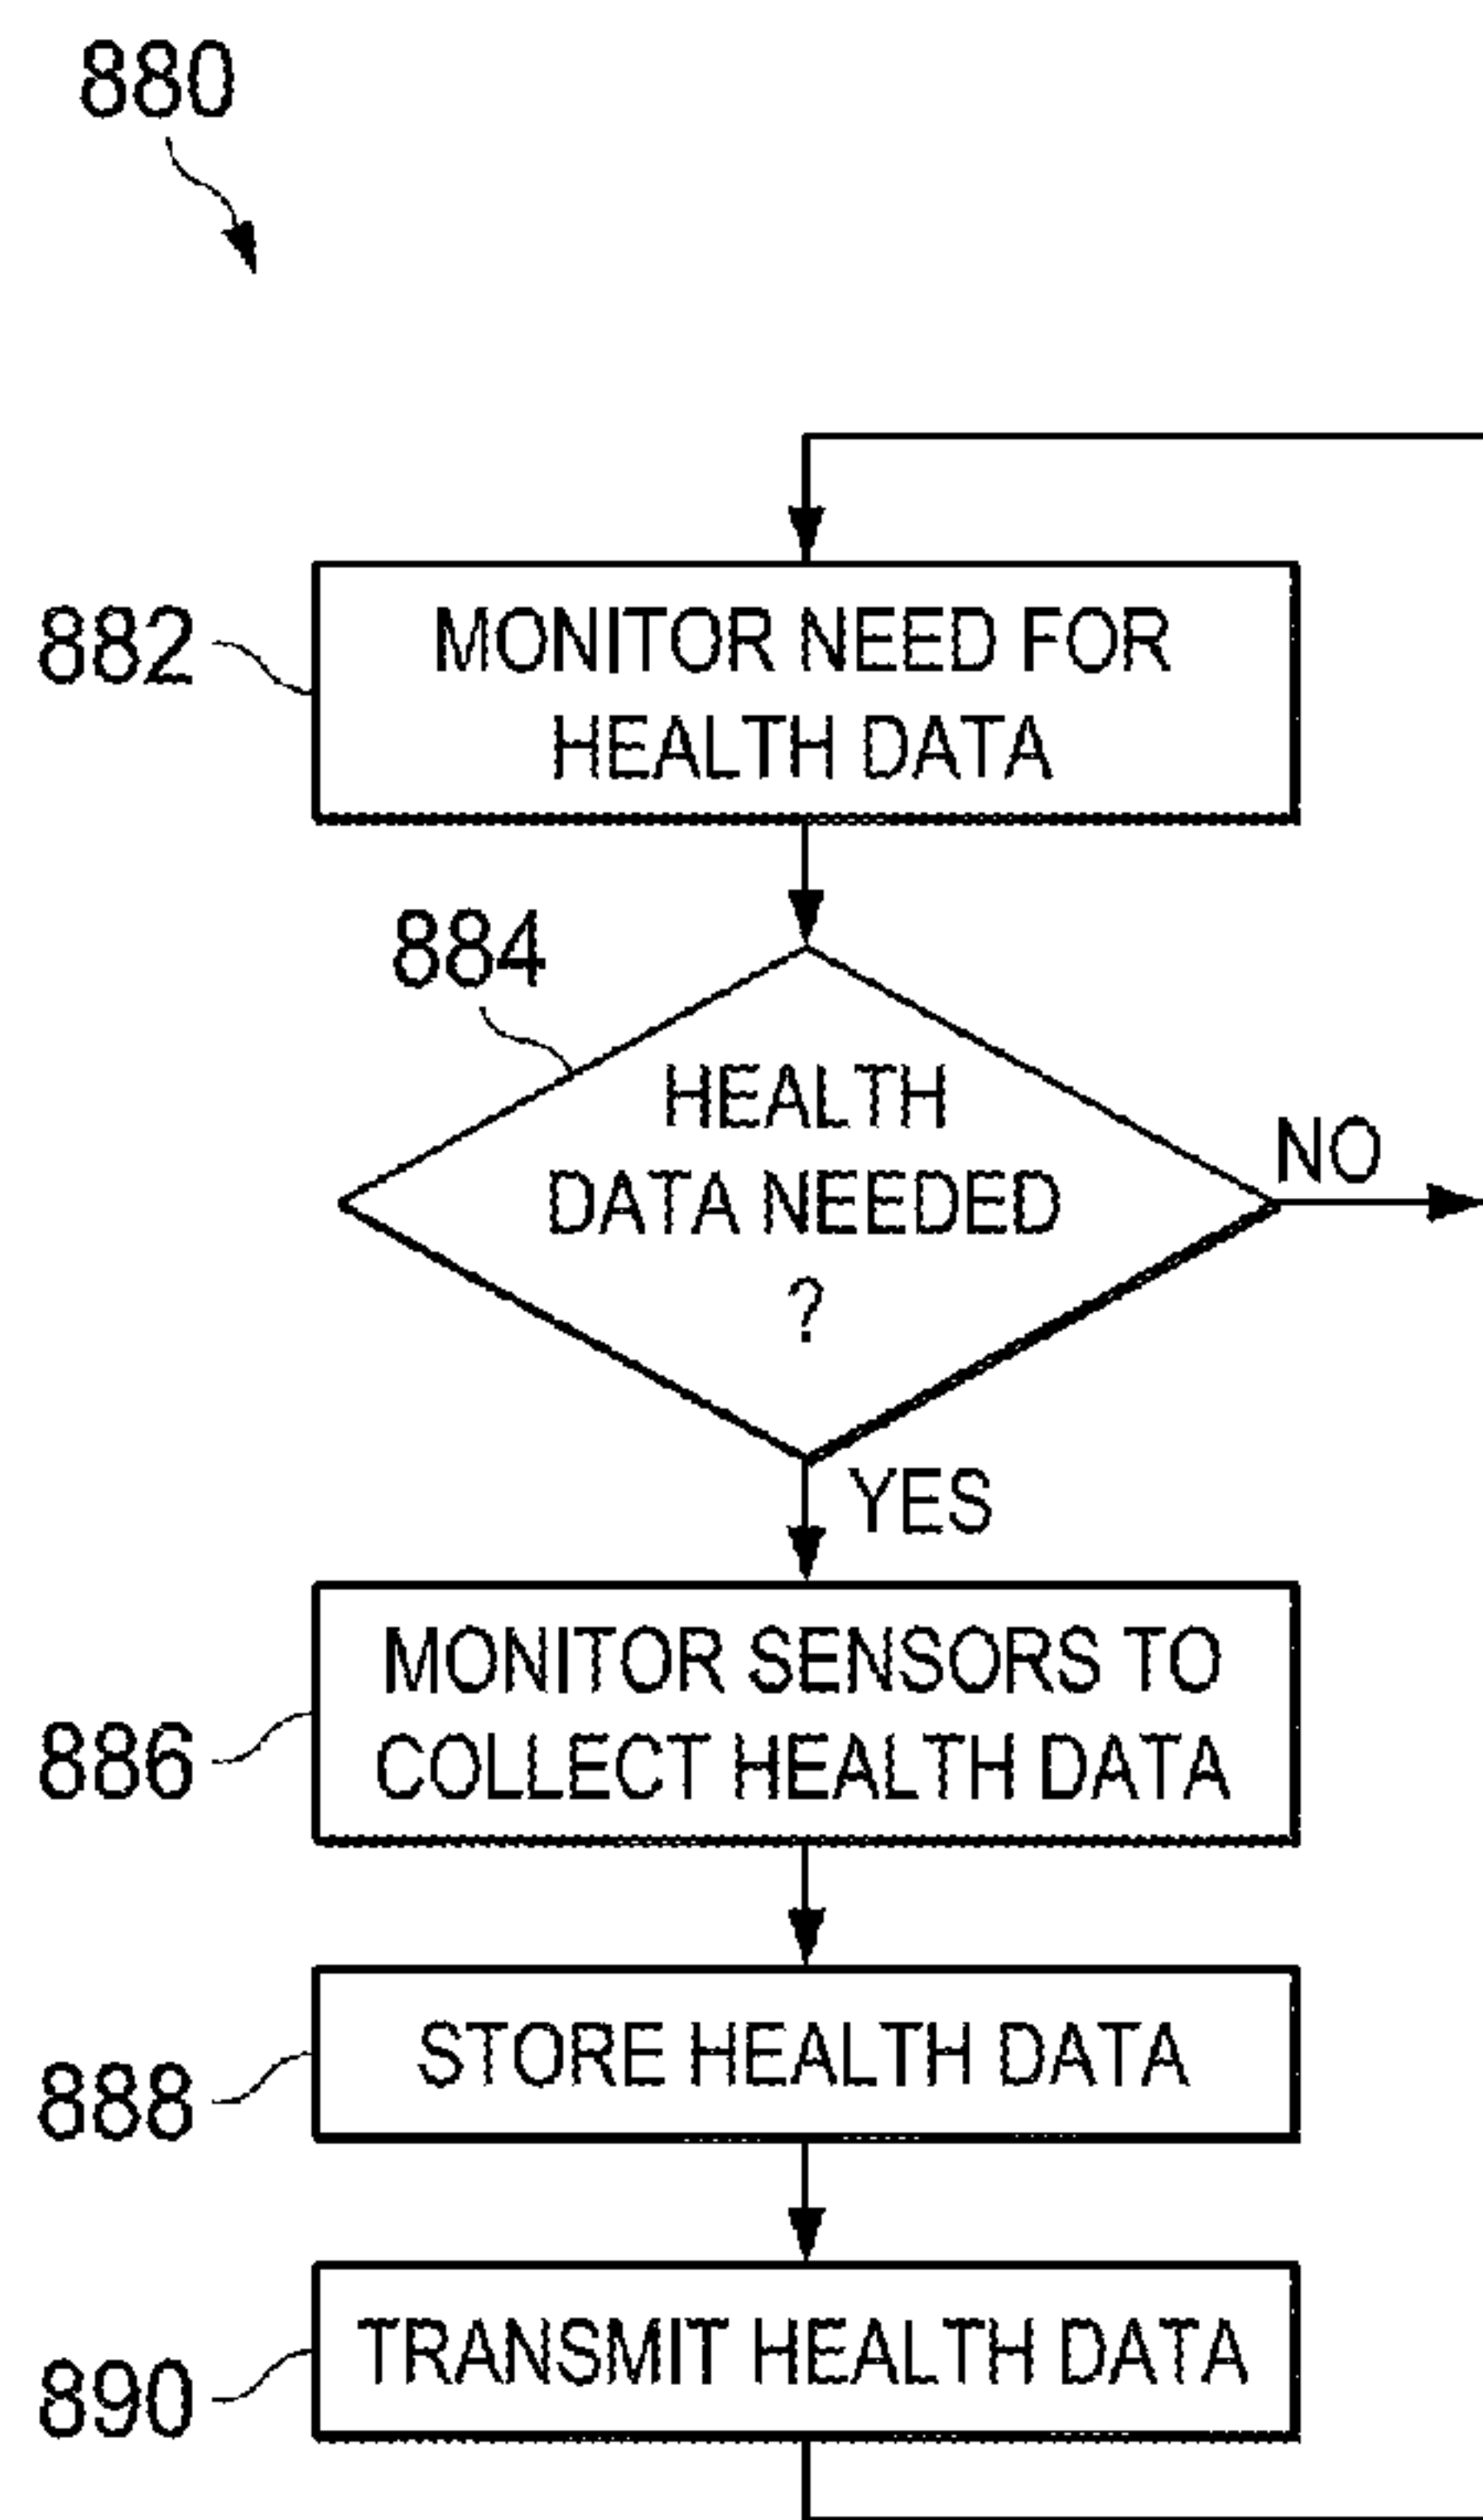 880
882
MONITOR NEED FOR
HEALTH DATA
884
HEALTH
DATA NEEDED
?
NO
YES
886
MONITOR SENSORS TO
COLLECT HEALTH DATA
888
STORE HEALTH DATA
890
TRANSMIT HEALTH DATA